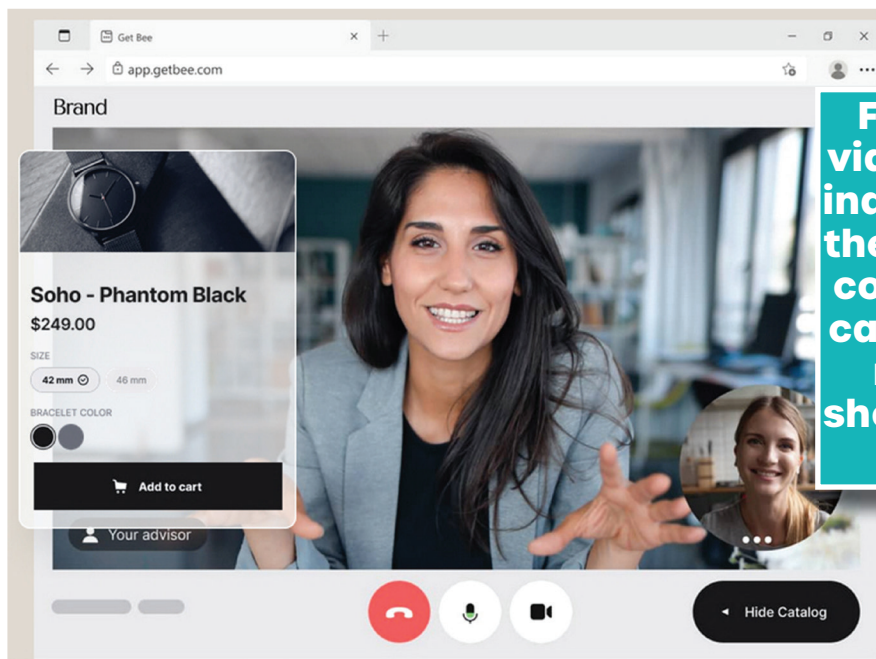 Get Bee
app.getbee.com
Brand
Soho - Phantom Black
$249.00
SIZE
42 mm
46 mm
BRACELET COLOR
Add to cart
Your advisor
Hide Catalog
the